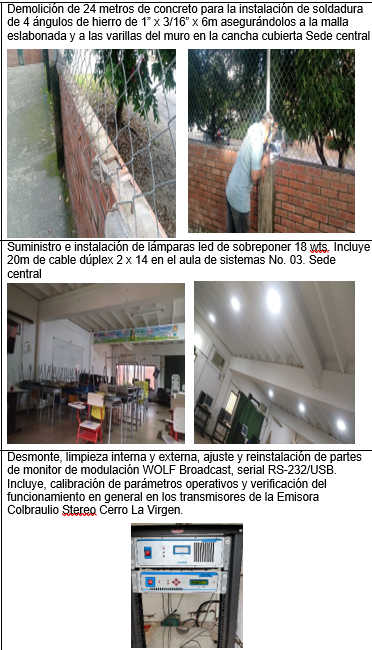 Demolición de 24 metros de concreto para la instalación de soldadura
de 4 ángulos de hierro de 1” x 3/16” x 6m asegurándolos a la malla
eslabonada y a las varillas del muro en la cancha cubierta Sede central
Suministro e instalación de lámparas led de sobreponer 18 wts. Incluye
20m de cable dúplex 2 x 14 en el aula de sistemas No. 03. Sede
central
Desmonte, limpieza interna y externa, ajuste y reinstalación de partes
de monitor de modulación WOLF Broadcast, serial RS-232/USB.
Incluye, calibración de parámetros operativos y verificación del
funcionamiento en general en los transmisores de la Emisora
Colbraulio Stereo Cerro La Virgen.